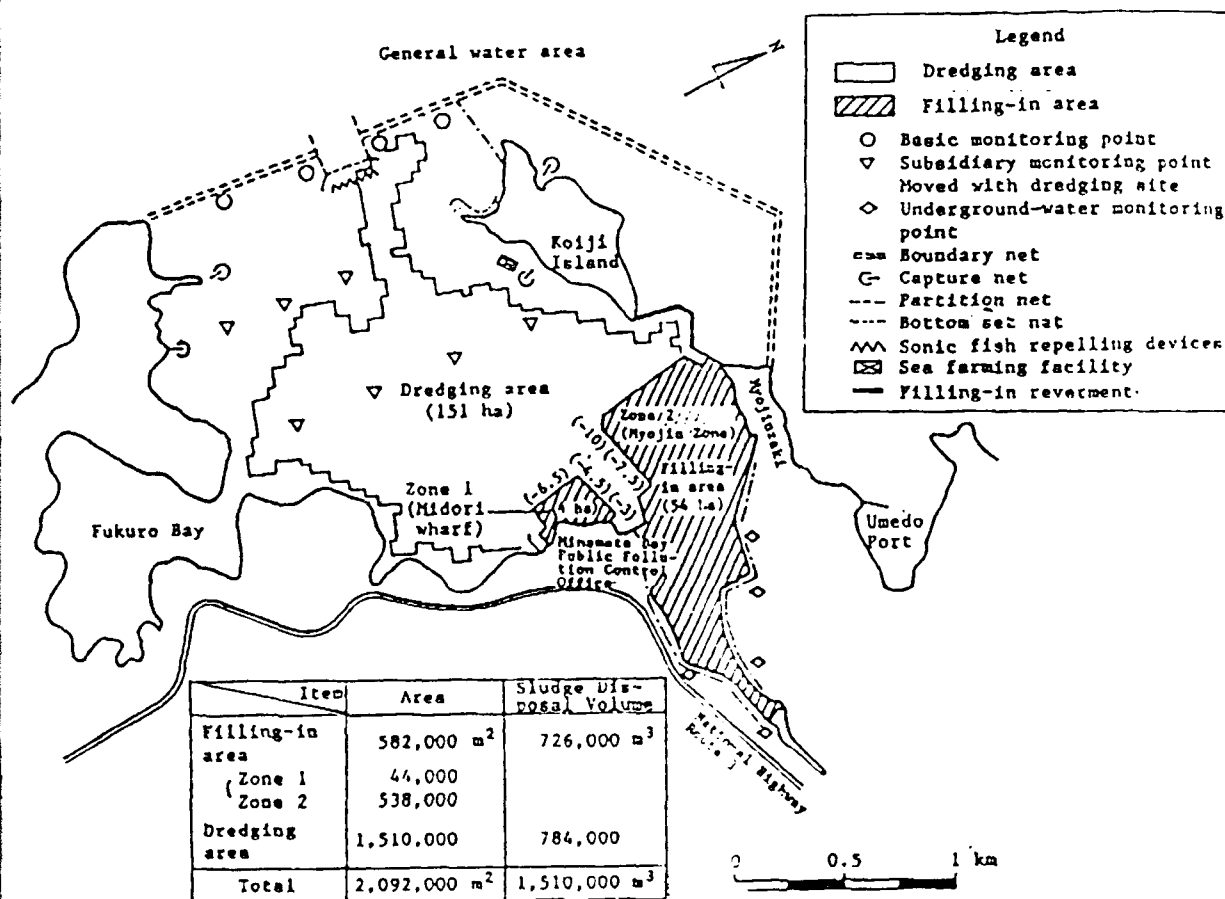 General water area
N
Legend
Dredging area
Filling-in area
Basic monitoring point
Subsidiary monitoring point
Moved with dredging site
Underground-water monitoring
point
Boundary net
Capture net
Partition net
Bottom set net
Sonic fish repelling devices
Sea farming facility
Filling-in reverment
Koiji
Island
Dredging area
(151 ha)
Zone 2
(Myojin Zone)
Myojinzaki
(-10)(-7.5)
(-6.5)
(-4.5)(-3)
Filling-
in area
(54 ha)
4 ha)
Zone 1
(Midori
wharf)
Fukuro Bay
Minamata Bay
Public Pollu-
tion Control
Office
Umedo
Port
National Highway
Route
Item
Area
Sludge Dis-
posal Volume
Filling-in
area
582,000 m²
726,000 m³
(Zone 1
44,000
Zone 2
538,000
Dredging
area
1,510,000
784,000
Total
2,092,000 m²
1,510,000 m³
0 0.5 1 km